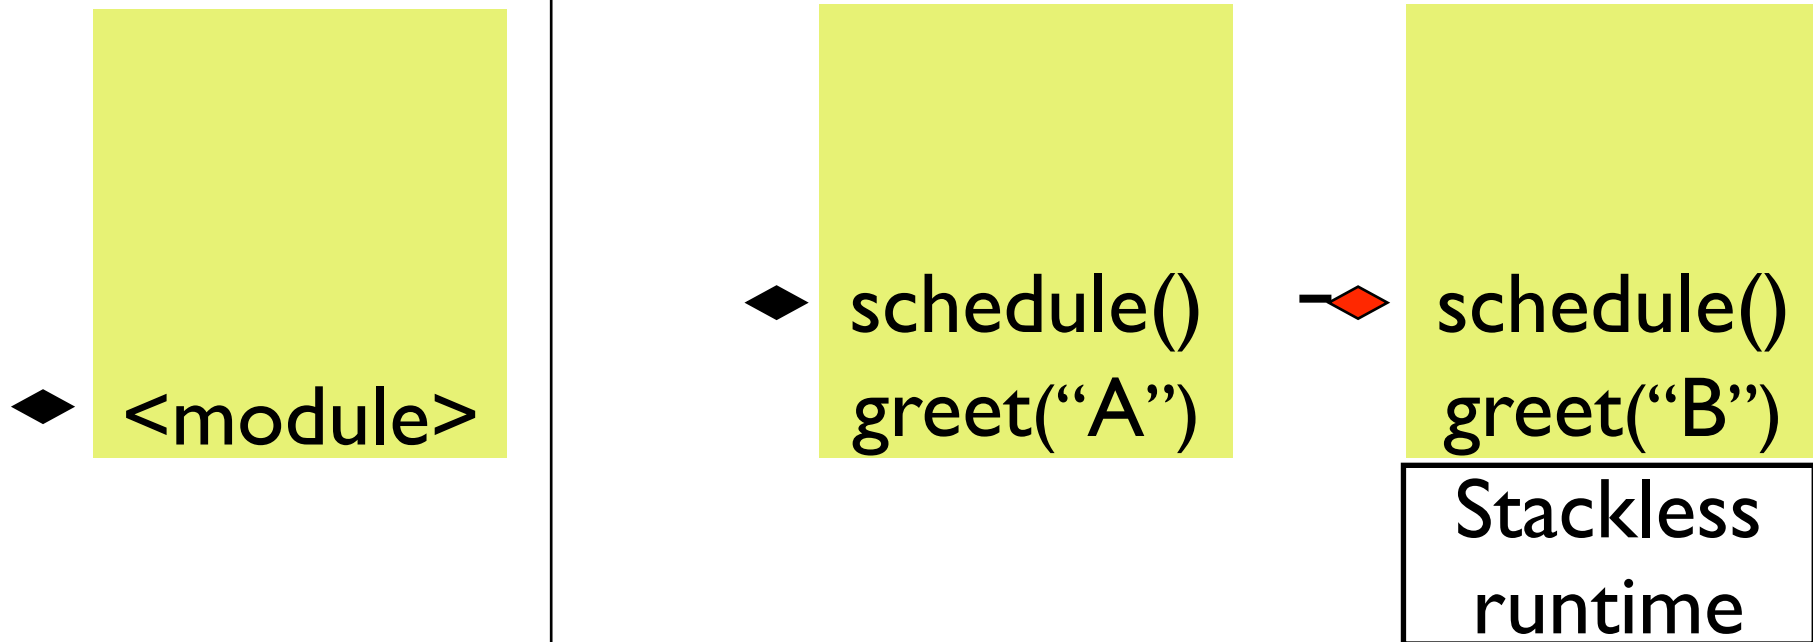 <module>
schedule()
greet(“A”)
schedule()
greet(“B”)
Stackless
runtime